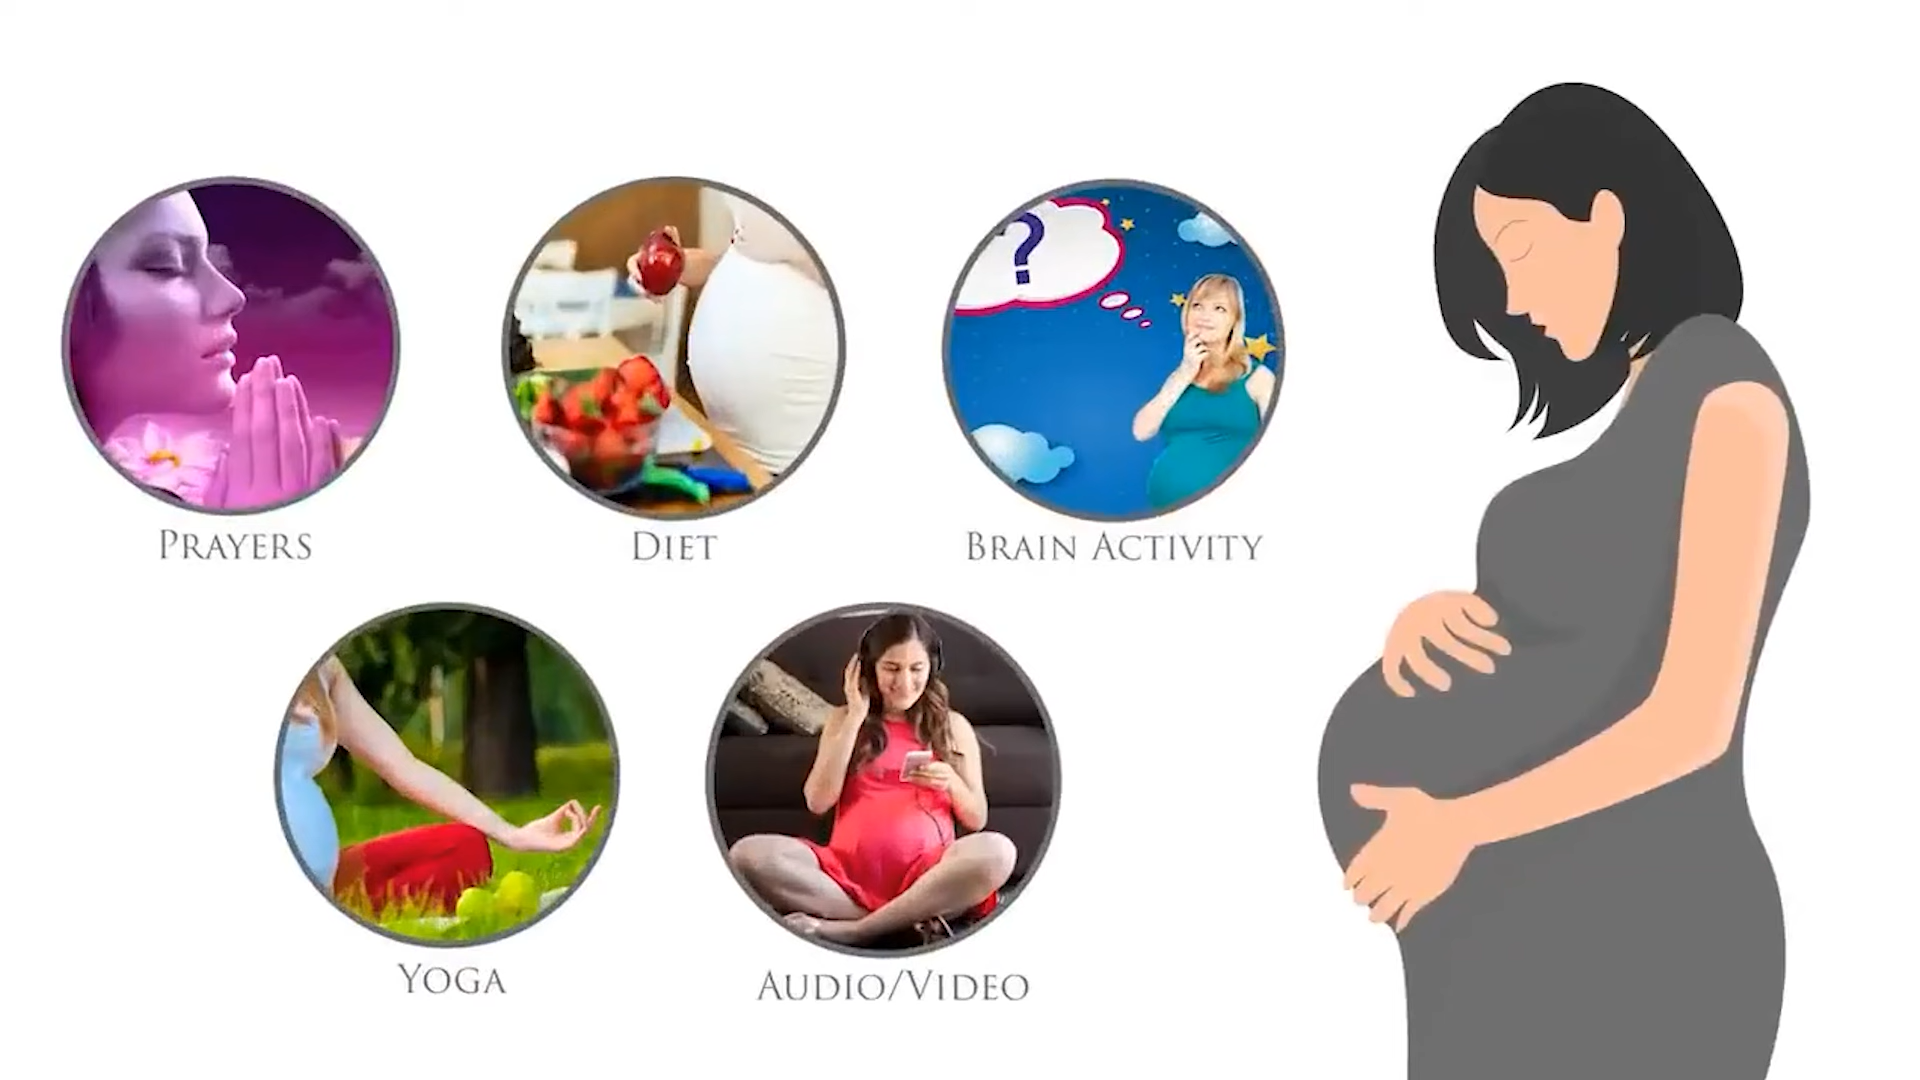 ?
PRAYERS
DIET
BRAIN ACTIVITY
YOGA
AUDIO/VIDEO